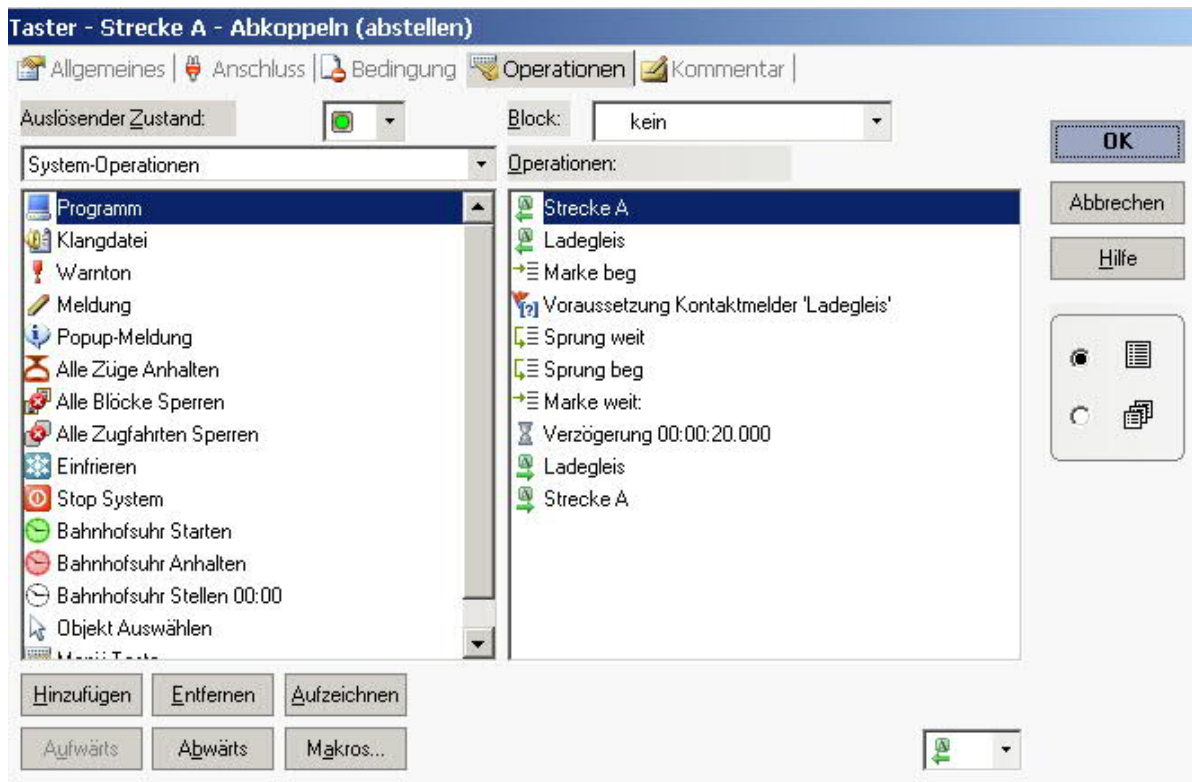 Taster - Strecke A - Abkoppeln (abstellen)
Allgemeines Anschluss Bedingung Operationen Kommentar
Auslösender Zustand:
Block: kein
System-Operationen
Operationen:
Programm
Klangdatei
Warnton
Meldung
Popup-Meldung
Alle Züge Anhalten
Alle Blöcke Sperren
Alle Zugfahrten Sperren
Einfrieren
Stop System
Bahnhofsuhr Starten
Bahnhofsuhr Anhalten
Bahnhofsuhr Stellen 00:00
Objekt Auswählen
Strecke A
Ladegleis
Marke beg
Voraussetzung Kontaktmelder 'Ladegleis'
Sprung weit
Sprung beg
Marke weit:
Verzögerung 00:00:20.000
Ladegleis
Strecke A
OK
Abbrechen
Hilfe
Hinzufügen Entfernen Aufzeichnen
Aufwärts Abwärts Makros...